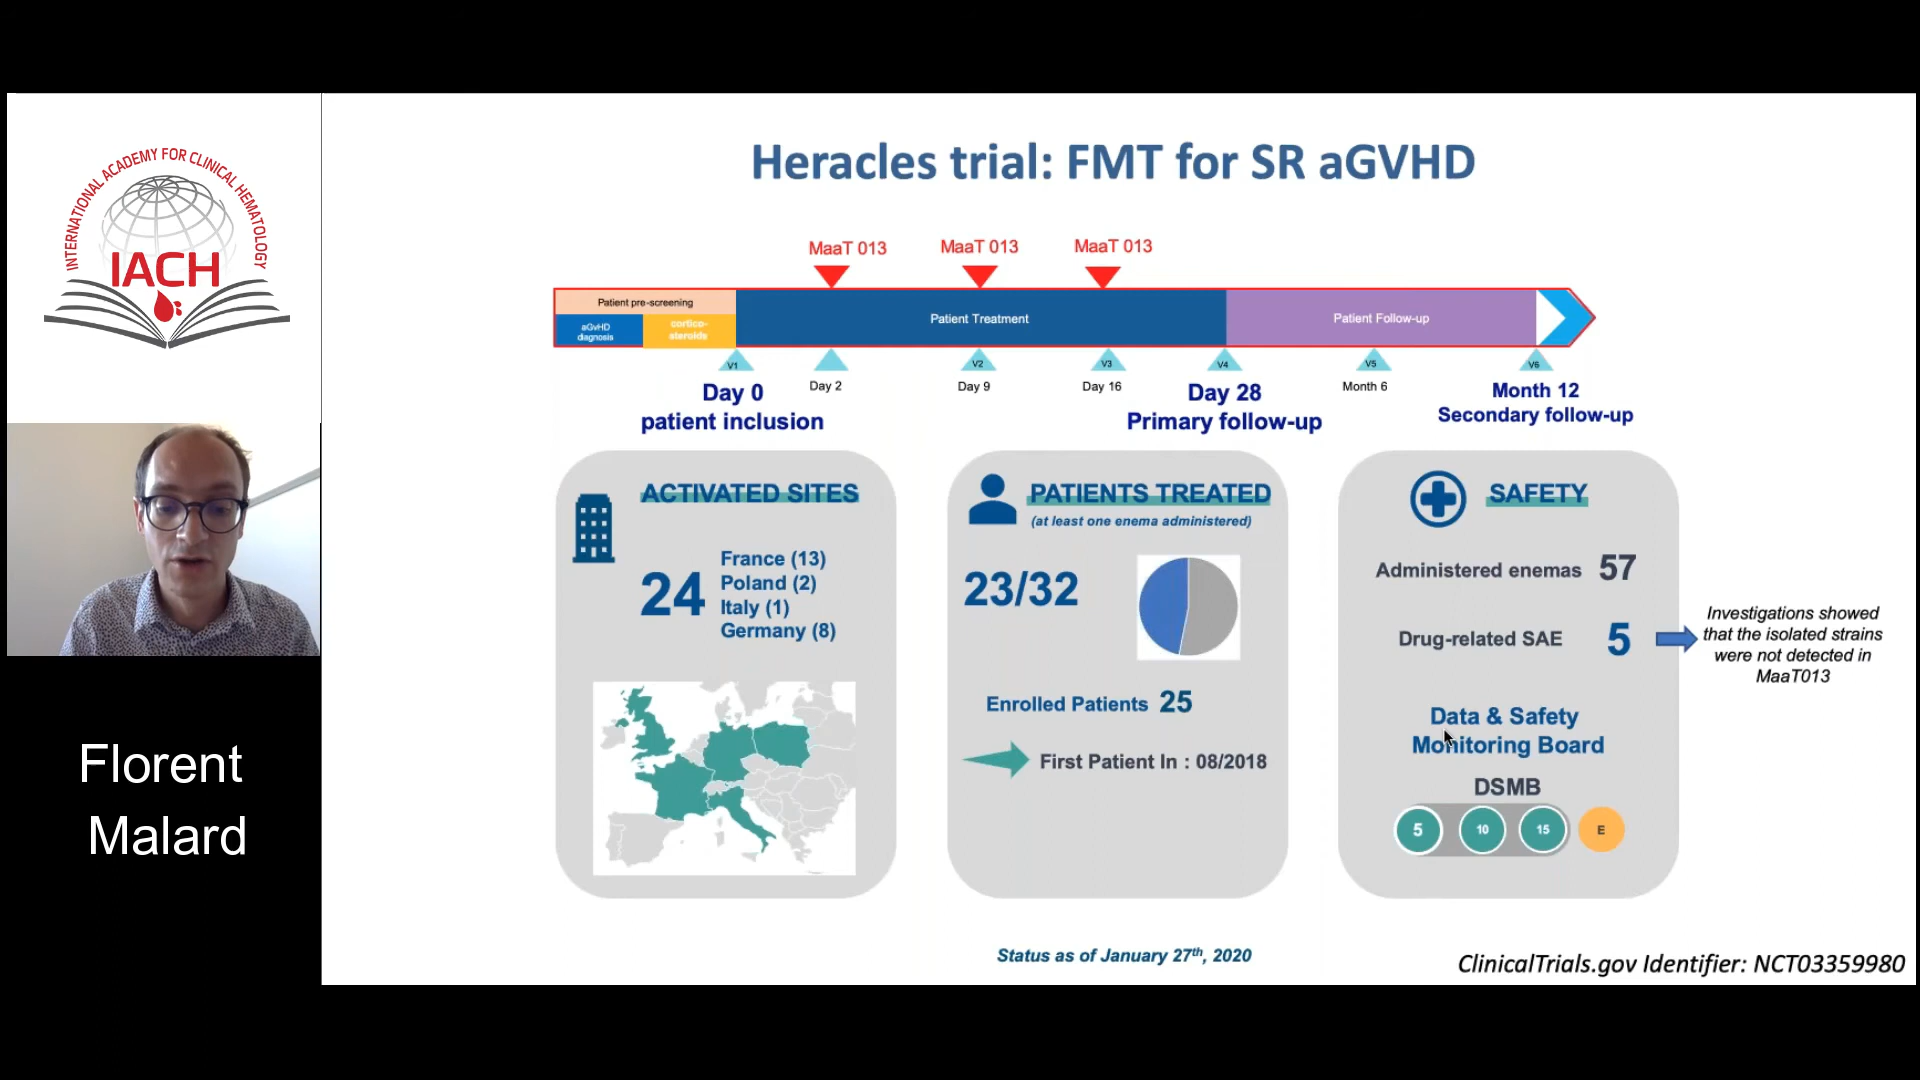 INTERNATIONAL ACADEMY FOR CLINICAL HEMATOLOGY
IACH
Florent
Malard
Heracles trial: FMT for SR aGVHD
MaaT 013
MaaT 013
MaaT 013
Patient pre-screening
aGvHD
diagnosis
cortico-
steroids
Patient Treatment
Patient Follow-up
V1
V2
V3
V4
V5
V6
Day 0
patient inclusion
Day 2
Day 9
Day 16
Day 28
Primary follow-up
Month 6
Month 12
Secondary follow-up
ACTIVATED SITES
24
France (13)
Poland (2)
Italy (1)
Germany (8)
PATIENTS TREATED
(at least one enema administered)
23/32
Enrolled Patients 25
First Patient In : 08/2018
SAFETY
Administered enemas 57
Drug-related SAE 5
Investigations showed
that the isolated strains
were not detected in
MaaT013
Data & Safety
Monitoring Board
DSMB
5 10 15 E
Status as of January 27th, 2020
ClinicalTrials.gov Identifier: NCT03359980